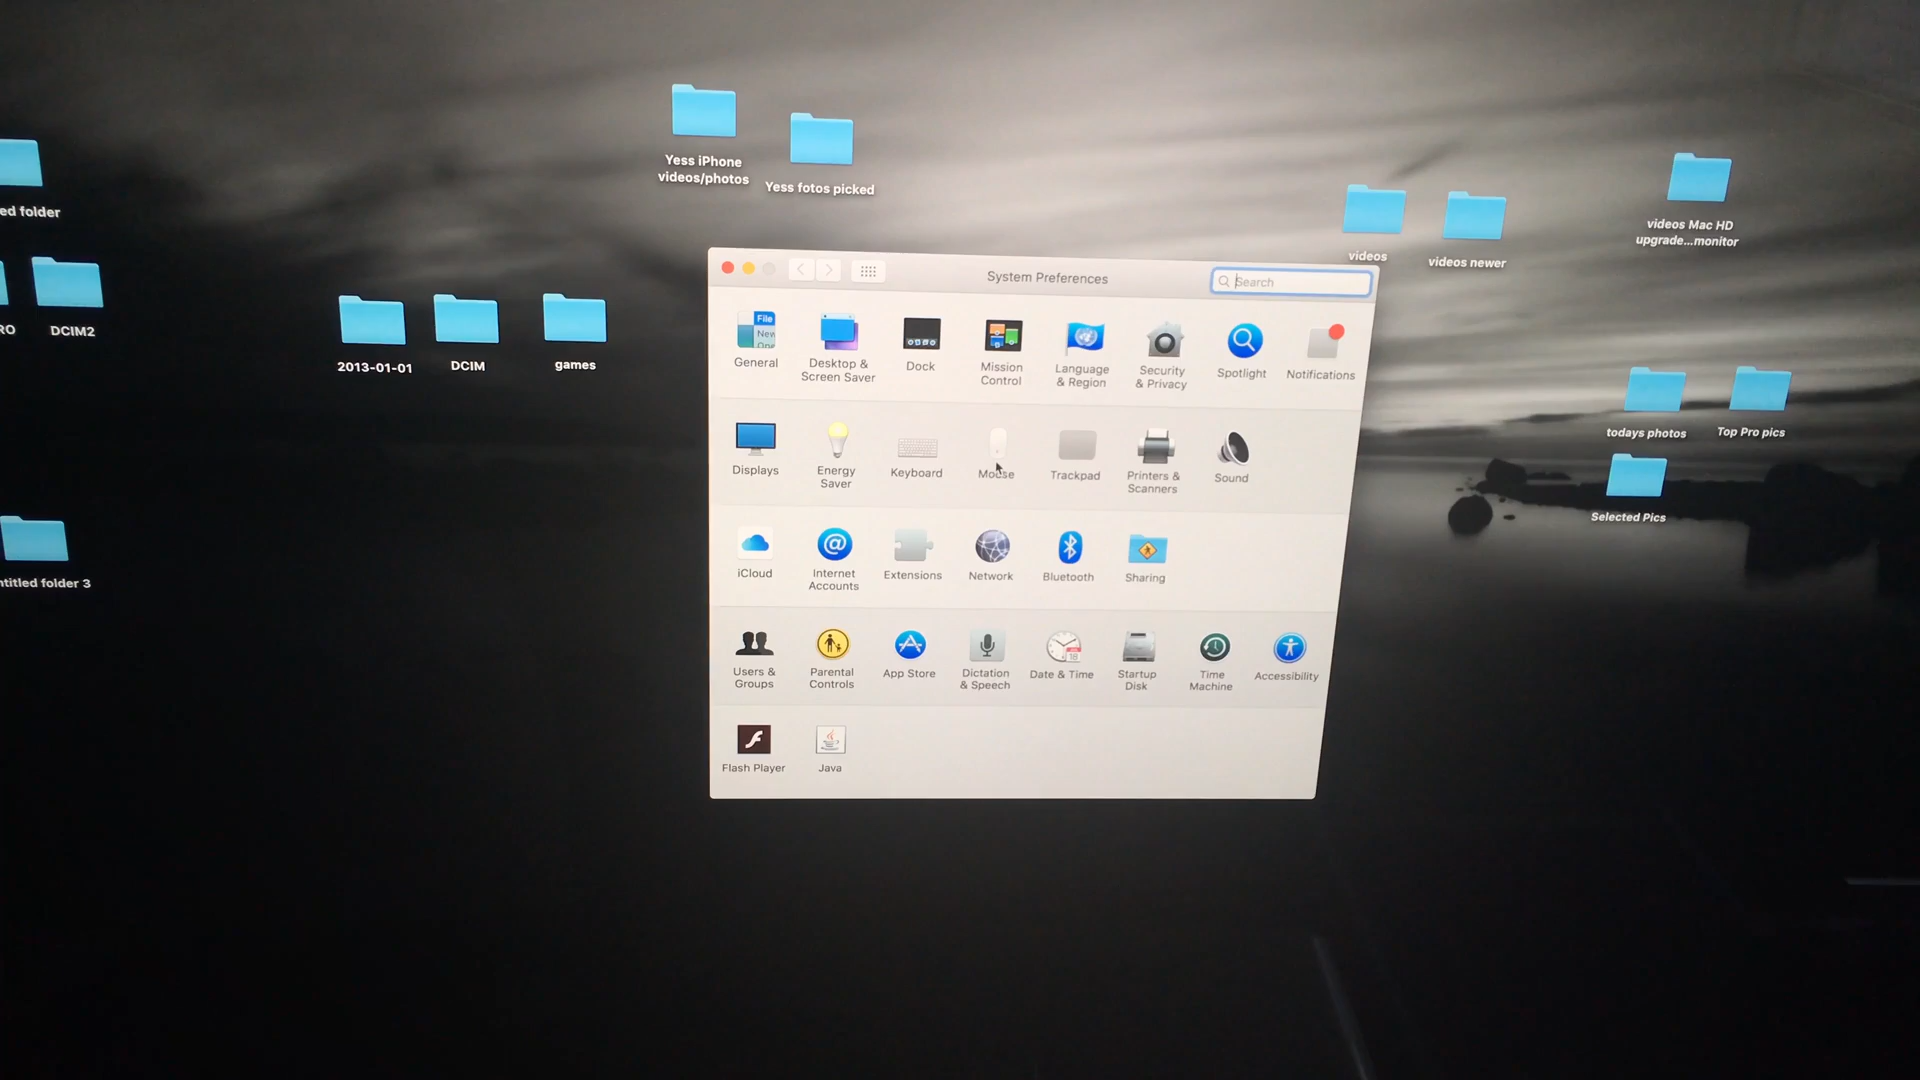 Yess iPhone
videos/photos
Yess fotos picked
videos
videos newer
videos Mac HD
upgrade...monitor
ed folder
RO
DCIM2
2013-01-01
DCIM
games
todays photos
Top Pro pics
Selected Pics
ntitled folder 3
System Preferences
Search
File
New
General
Desktop &
Screen Saver
Dock
Mission
Control
Language
& Region
Security
& Privacy
Spotlight
Notifications
Displays
Energy
Saver
Keyboard
Mouse
Trackpad
Printers &
Scanners
Sound
iCloud
Internet
Accounts
Extensions
Network
Bluetooth
Sharing
Users &
Groups
Parental
Controls
App Store
Dictation
& Speech
18
Date & Time
Startup
Disk
Time
Machine
Accessibility
Flash Player
Java